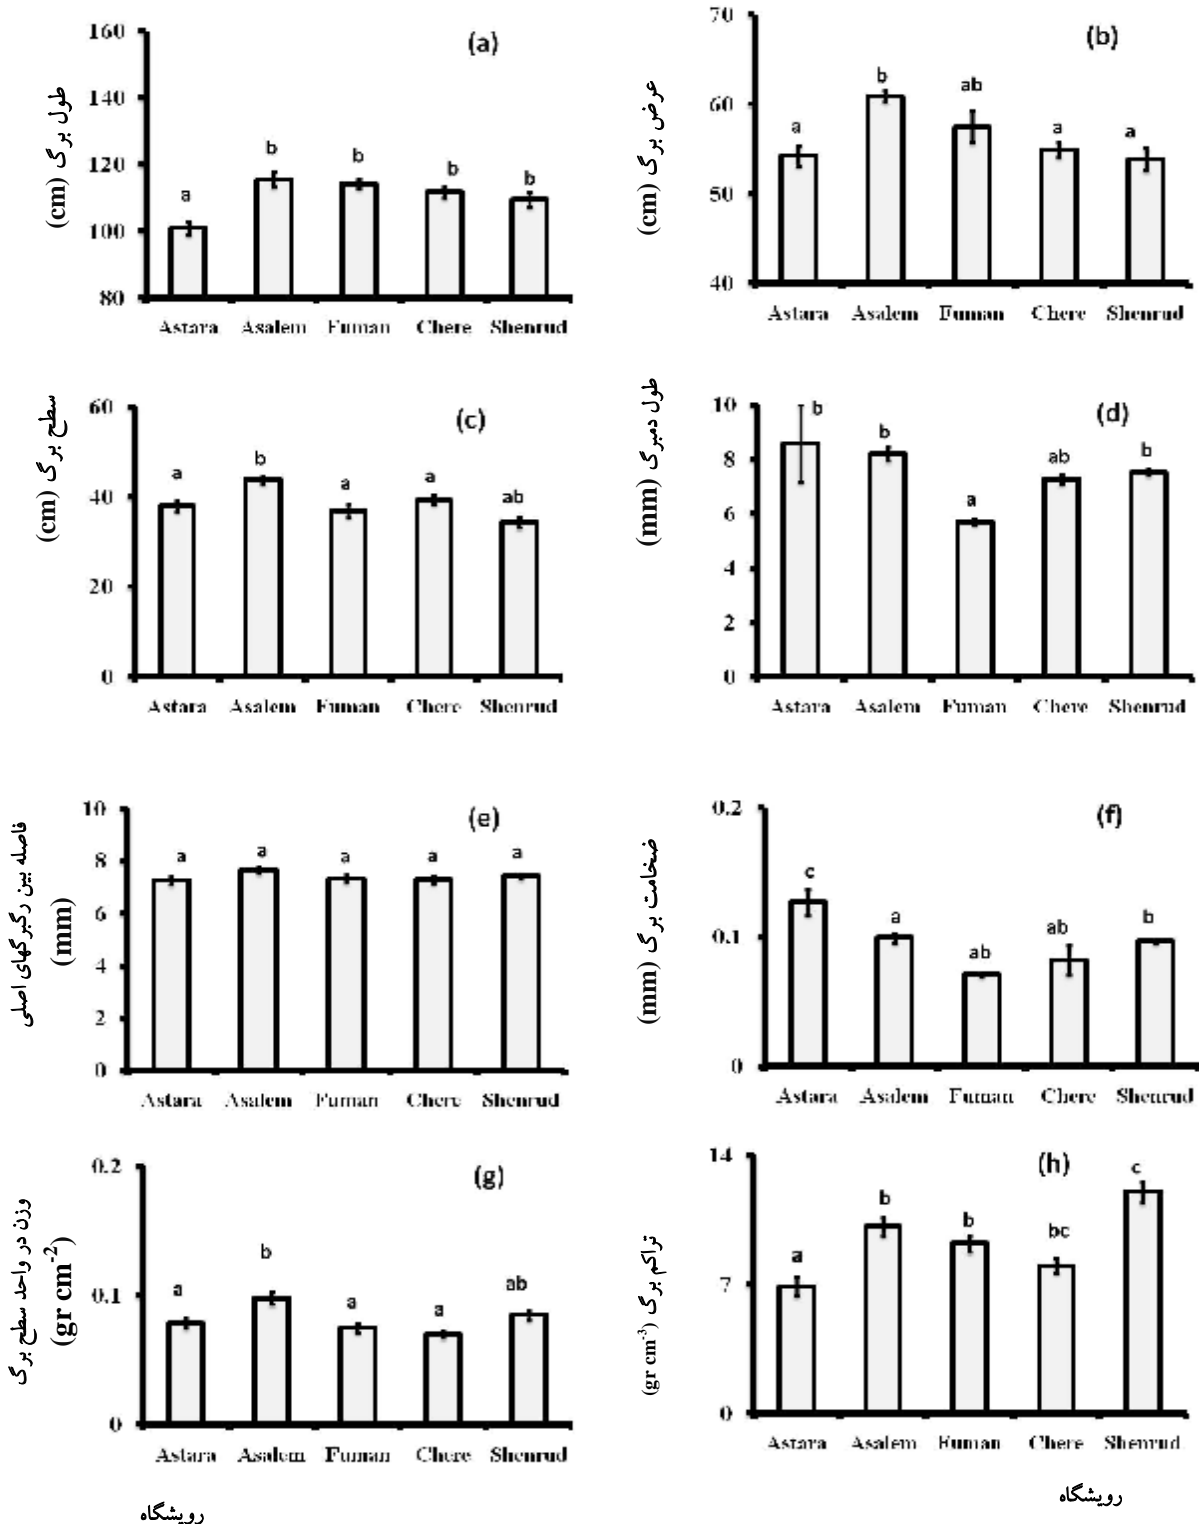 (a)
طول برگ (cm)
160
140
120
100
80
a
b
b
b
b
Astara Asalem Fuman Chere Shenrud
(b)
عرض برگ (cm)
70
60
50
40
a
b
ab
a
a
Astara Asalem Fuman Chere Shenrud
(c)
سطح برگ (cm)
60
40
20
0
a
b
a
a
ab
Astara Asalem Fuman Chere Shenrud
(d)
طول دمبرگ (mm)
10
8
6
4
2
0
b
b
a
ab
b
Astara Asalem Fuman Chere Shenrud
(e)
فاصله بین رگبرگهای اصلی
(mm)
10
8
6
4
2
0
a
a
a
a
a
Astara Asalem Fuman Chere Shenrud
(f)
ضخامت برگ (mm)
0.2
0.1
0
c
a
ab
ab
b
Astara Asalem Fuman Chere Shenrud
(g)
وزن در واحد سطح برگ
(gr cm-2)
0.2
0.1
0
a
b
a
a
ab
Astara Asalem Fuman Chere Shenrud
رویشگاه
(h)
تراکم برگ (gr cm-3)
14
7
0
a
b
b
bc
c
Astara Asalem Fuman Chere Shenrud
رویشگاه